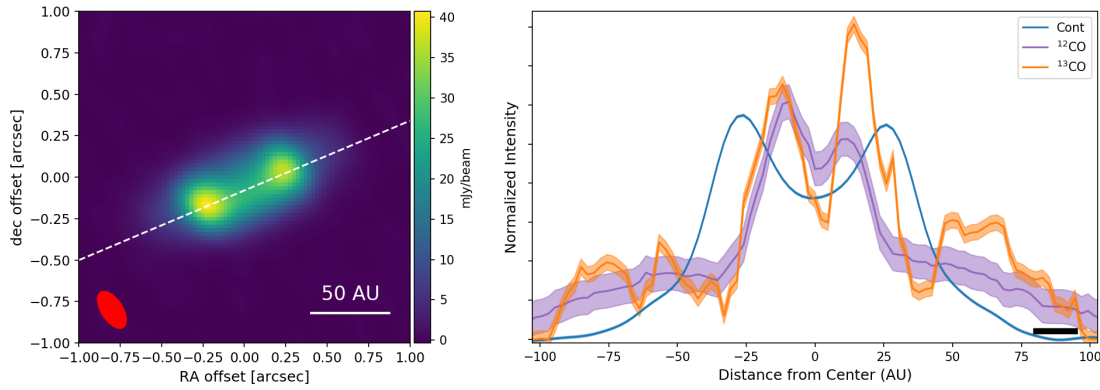 1.00
0.75
0.50
0.25
0.00
−0.25
−0.50
−0.75
1.00
dec offset [arcsec]
50 AU
−1.00 −0.75 −0.50 −0.25 0.00 0.25 0.50 0.75 1.00
RA offset [arcsec]
40
35
30
25
20
15
10
5
0
mJy/beam
Normalized Intensity
Cont
¹²CO
¹³CO
−100 −75 −50 −25 0 25 50 75 100
Distance from Center (AU)